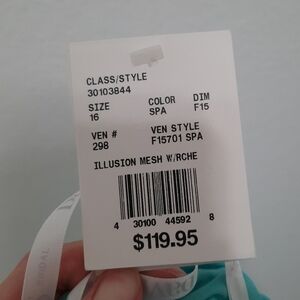 CLASS/STYLE
30103844
SIZE COLOR DIM
16 SPA F15
VEN # VEN STYLE
298 F15701 SPA
ILLUSION MESH W/RCHE
4 30100 44592 8
$119.95